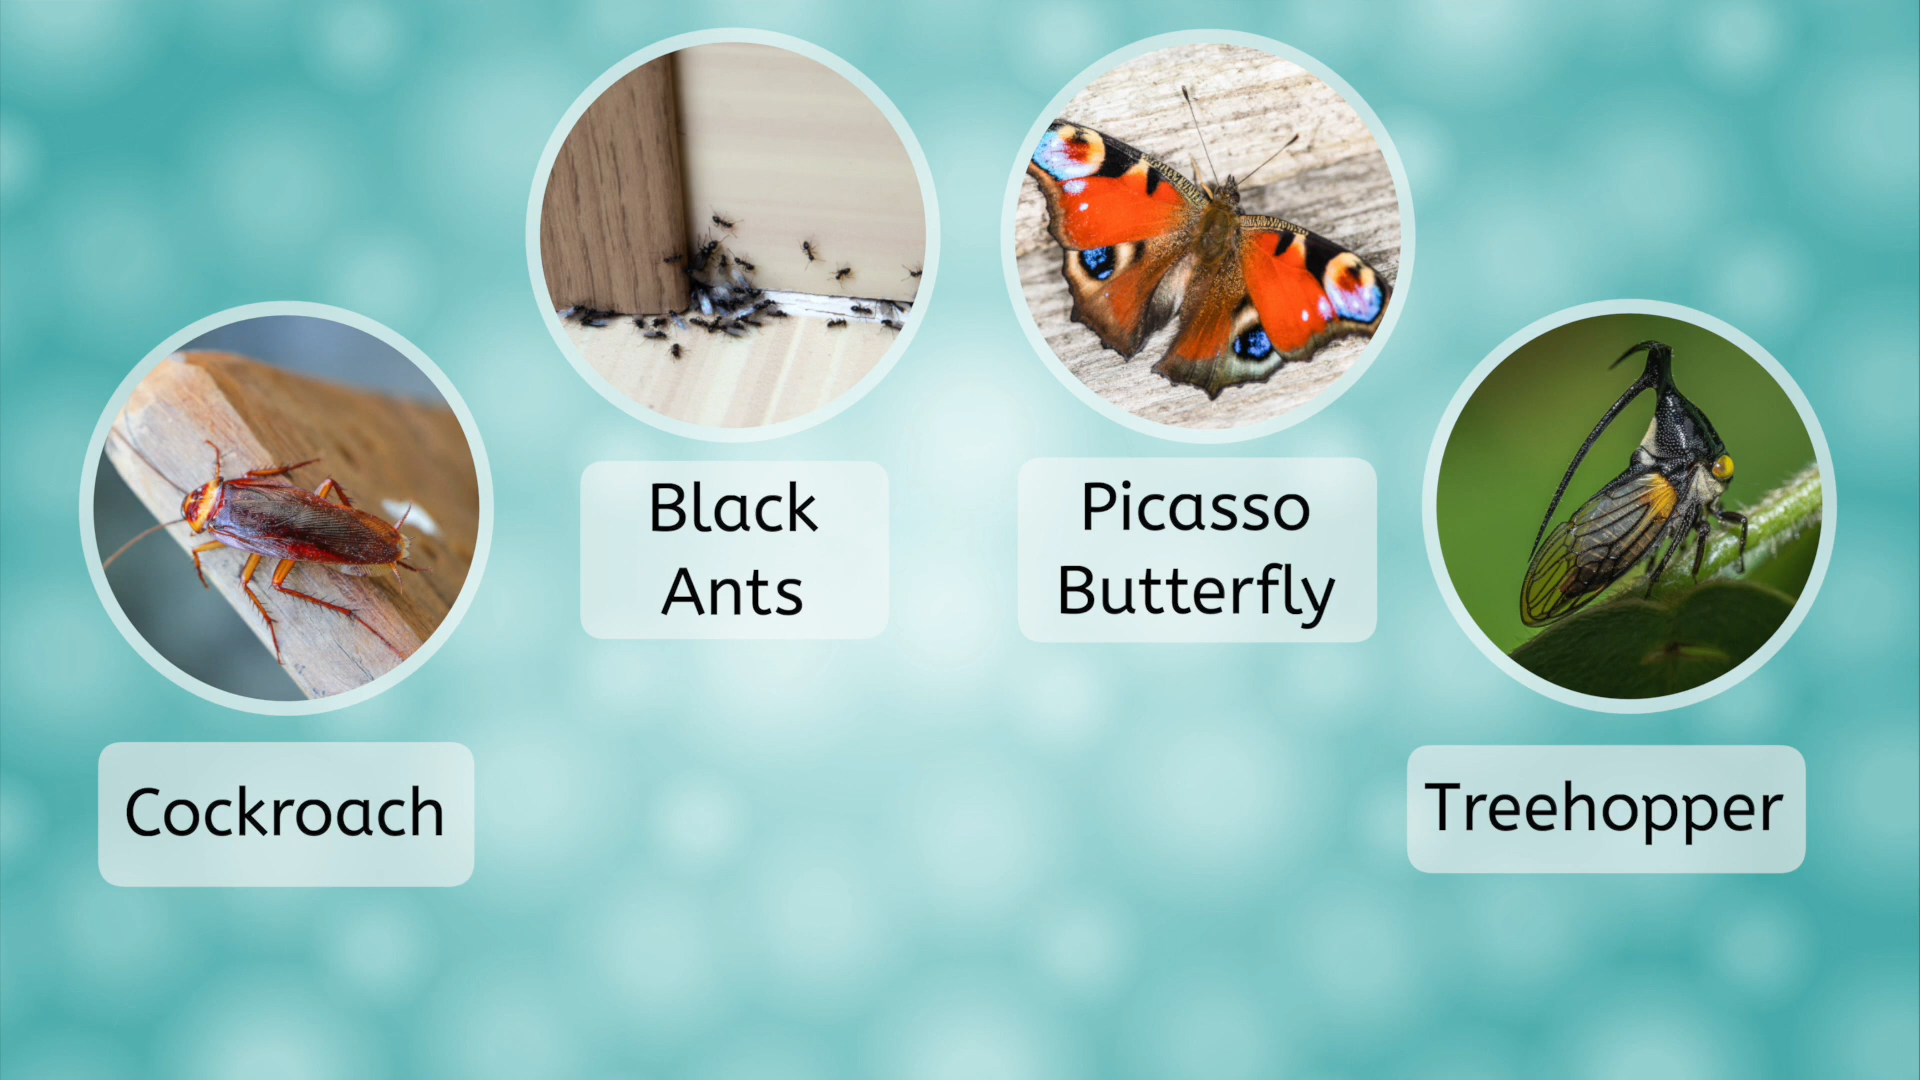 Black
Ants
Picasso
Butterfly
Cockroach
Treehopper